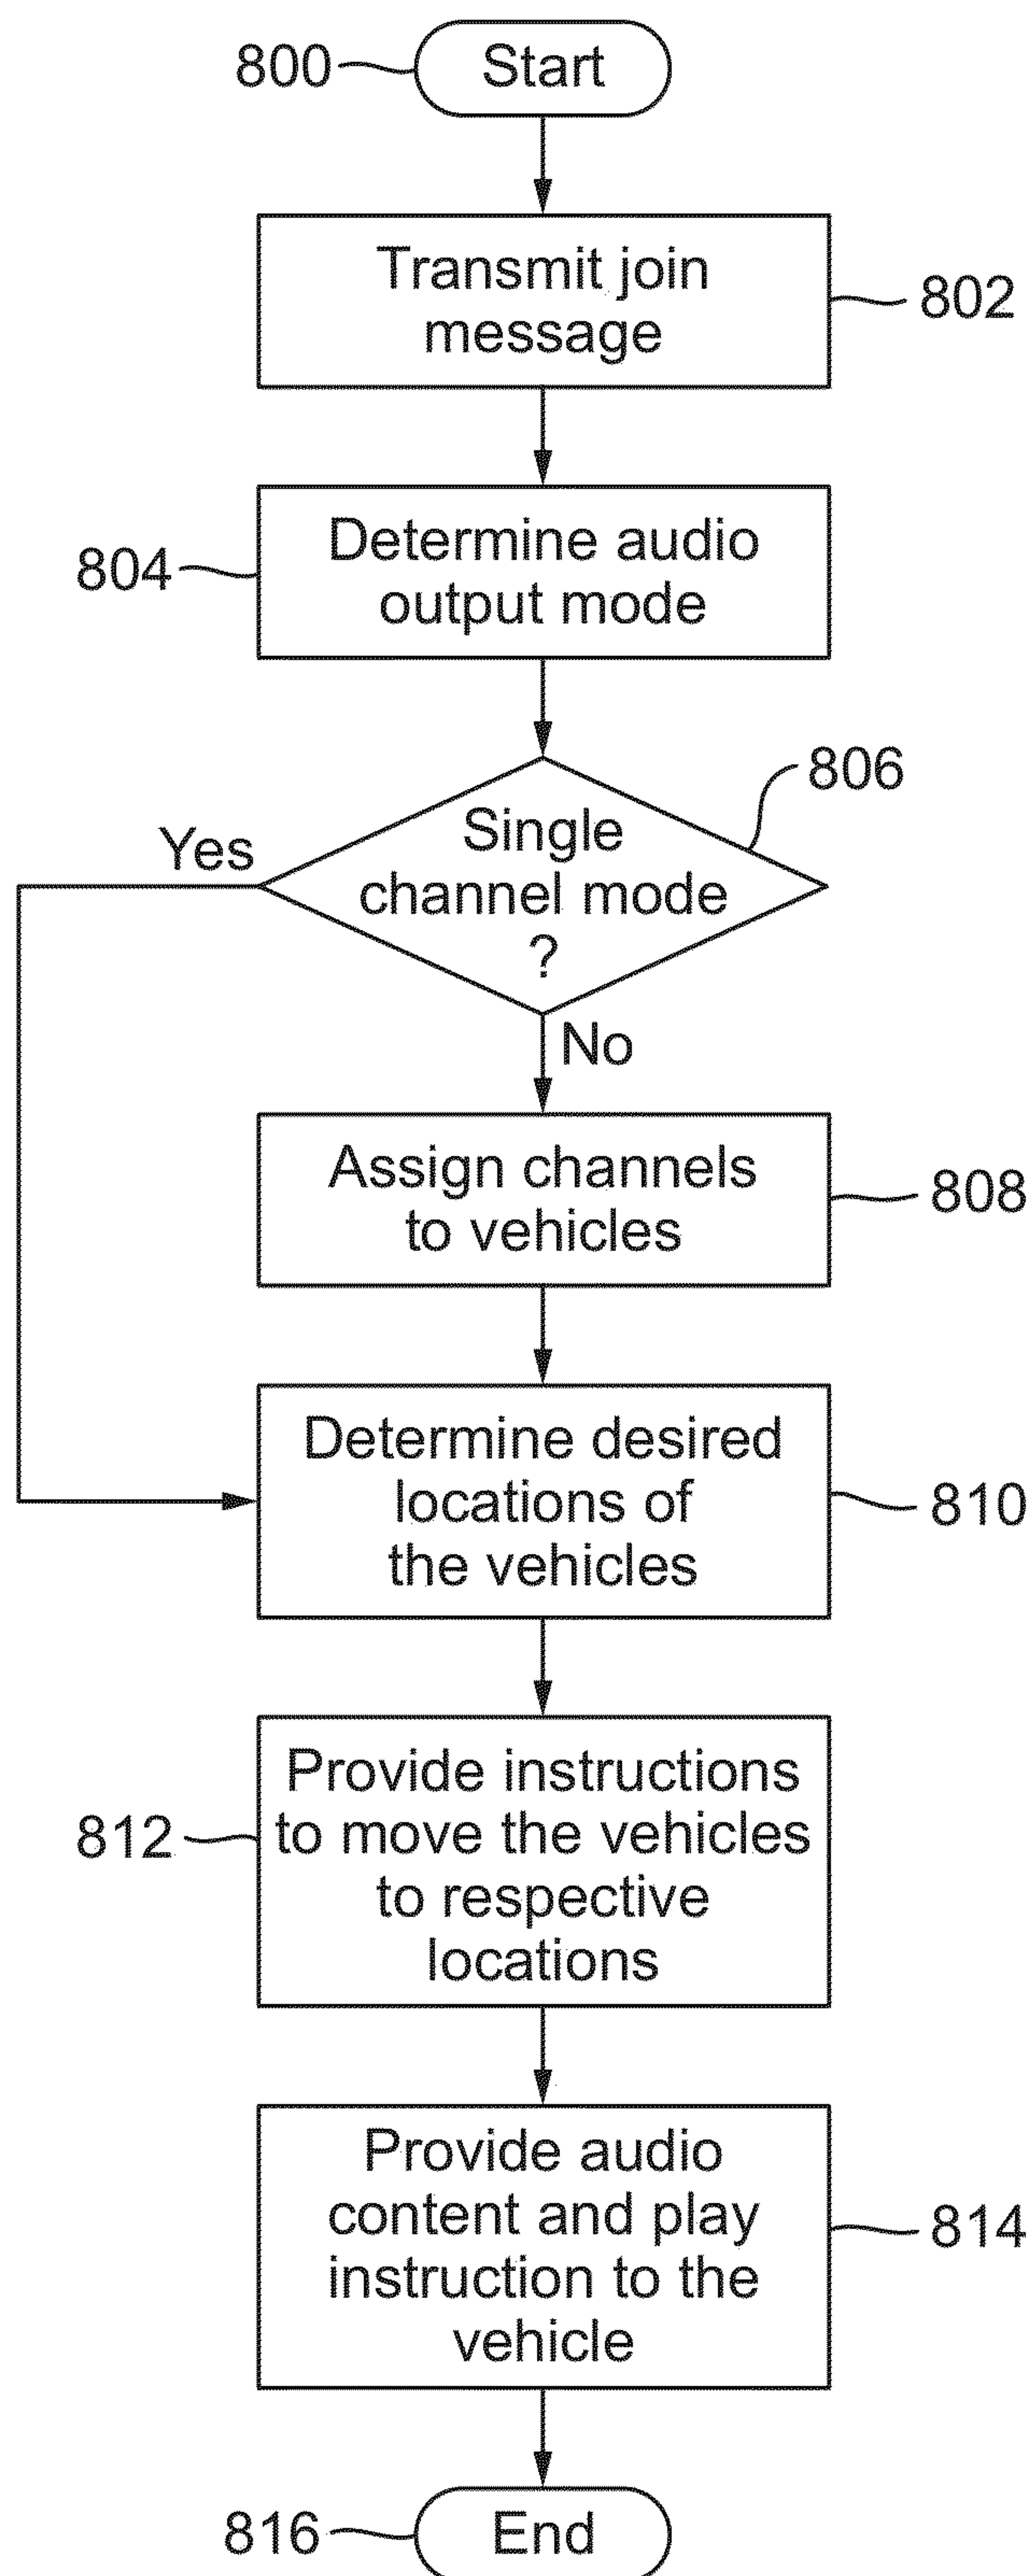 800
Start
Transmit join
message
802
804
Determine audio
output mode
806
Single
channel mode
?
Yes
No
Assign channels
to vehicles
808
Determine desired
locations of
the vehicles
810
812
Provide instructions
to move the vehicles
to respective
locations
Provide audio
content and play
instruction to the
vehicle
814
816
End